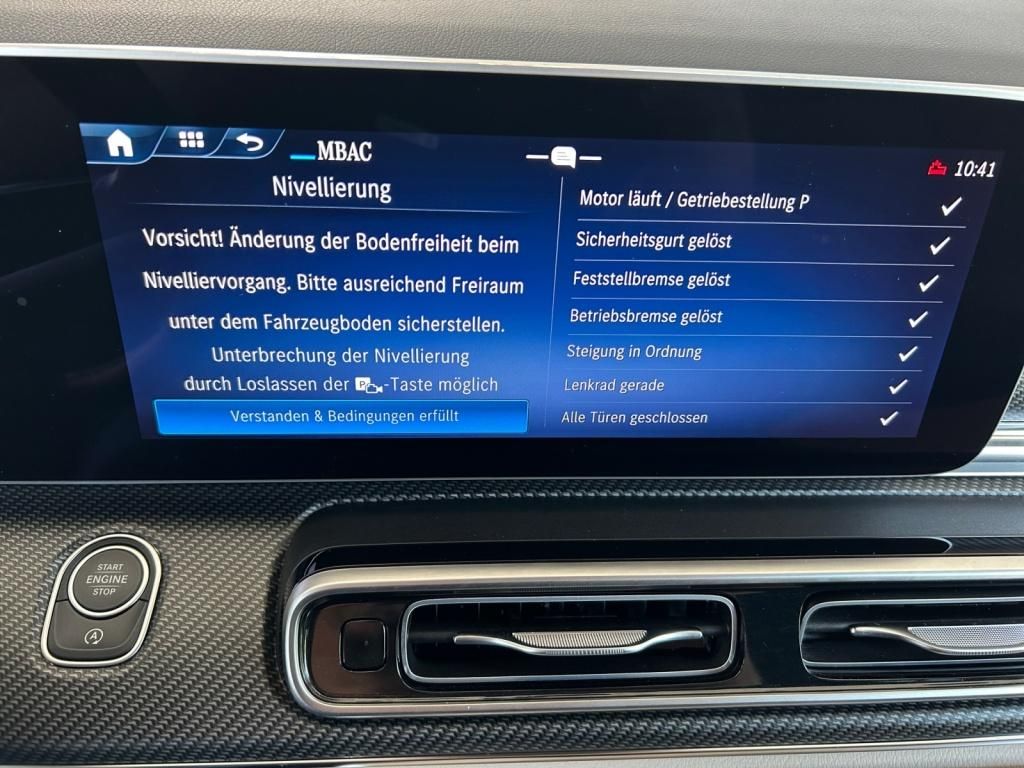 MBAC
10:41
Nivellierung
Vorsicht! Änderung der Bodenfreiheit beim
Nivelliervorgang. Bitte ausreichend Freiraum
unter dem Fahrzeugboden sicherstellen.
Unterbrechung der Nivellierung
durch Loslassen der P-Taste möglich
Verstanden & Bedingungen erfüllt
Motor läuft / Getriebestellung P
Sicherheitsgurt gelöst
Feststellbremse gelöst
Betriebsbremse gelöst
Steigung in Ordnung
Lenkrad gerade
Alle Türen geschlossen
START
ENGINE
STOP
A